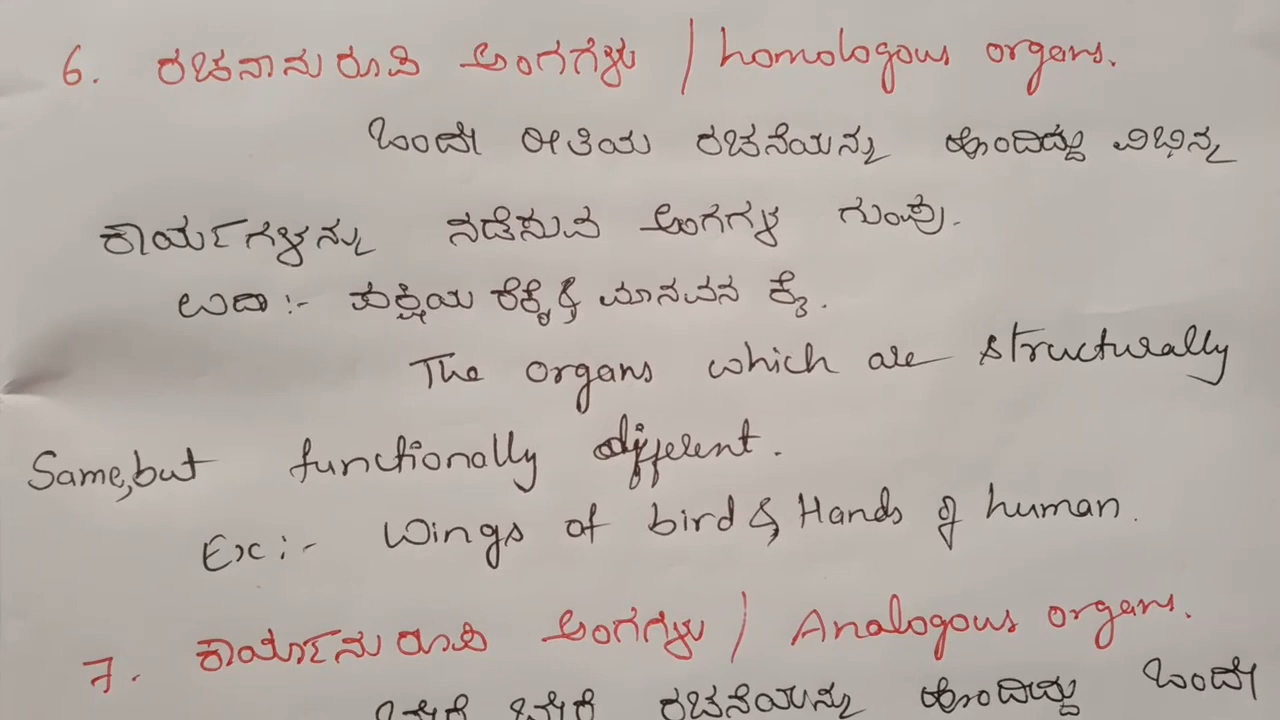 6. ರಚನಾನುರೂಪಿ ಅಂಗಗಳು / homologous organs.
ಒಂದೇ ರೀತಿಯ ರಚನೆಯನ್ನು ಹೊಂದಿದ್ದು ವಿಭಿನ್ನ
ಕಾರ್ಯಗಳನ್ನು ನಡೆಸುವ ಅಂಗಗಳ ಗುಂಪು.
ಉದಾ :- ಪಕ್ಷಿಯ ರೆಕ್ಕೆ & ಮಾನವನ ಕೈ.
The organs which are structurally
Same, but functionally different.
Ex :- Wings of bird & Hands of human.
7. ಕಾರ್ಯಾನುರೂಪಿ ಅಂಗಗಳು / Analogous organs.
ಬೇರೆ ಬೇರೆ ರಚನೆಯನ್ನು ಹೊಂದಿದ್ದು ಒಂದೇ